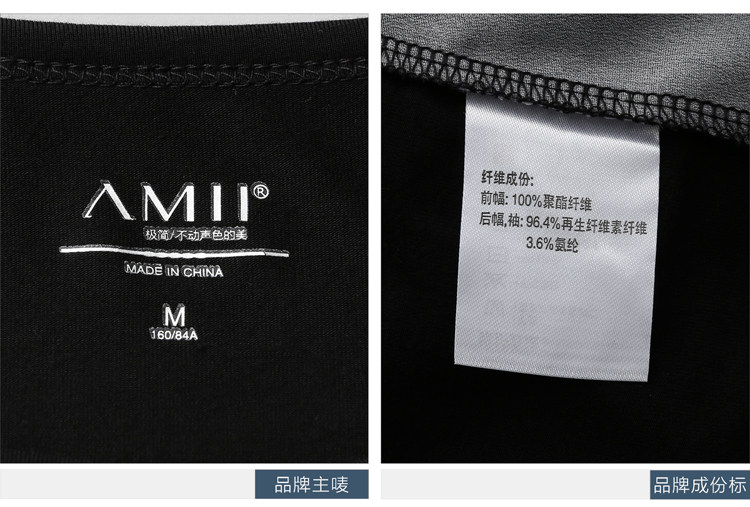 AMII®
极简/不动声色的美
MADE IN CHINA
M
160/84A
品牌主唛
纤维成份:
前幅: 100%聚酯纤维
后幅,袖: 96.4%再生纤维素纤维
3.6%氨纶
品牌成份标